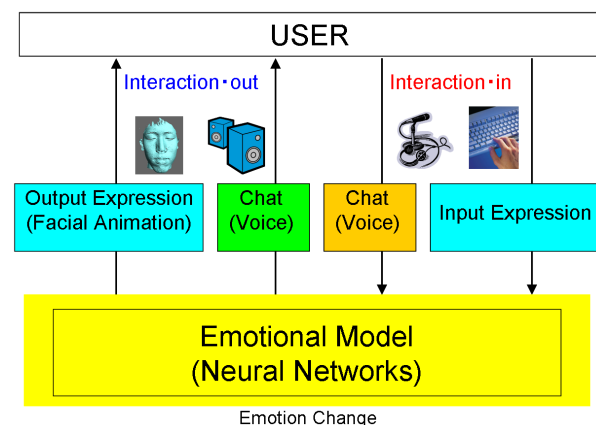 USER
Interaction・out
Interaction・in
Output Expression
(Facial Animation)
Chat
(Voice)
Chat
(Voice)
Input Expression
Emotional Model
(Neural Networks)
Emotion Change